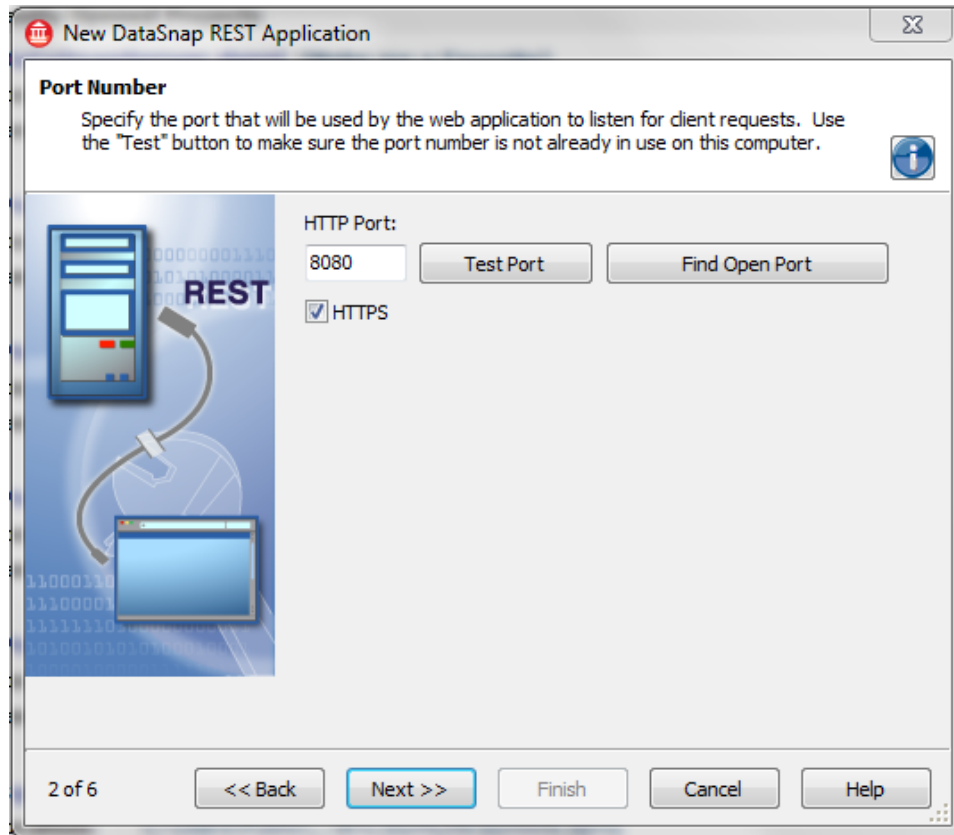 New DataSnap REST Application
Port Number
Specify the port that will be used by the web application to listen for client requests. Use
the "Test" button to make sure the port number is not already in use on this computer.
HTTP Port:
8080 Test Port Find Open Port
HTTPS
REST
2 of 6 << Back Next >> Finish Cancel Help